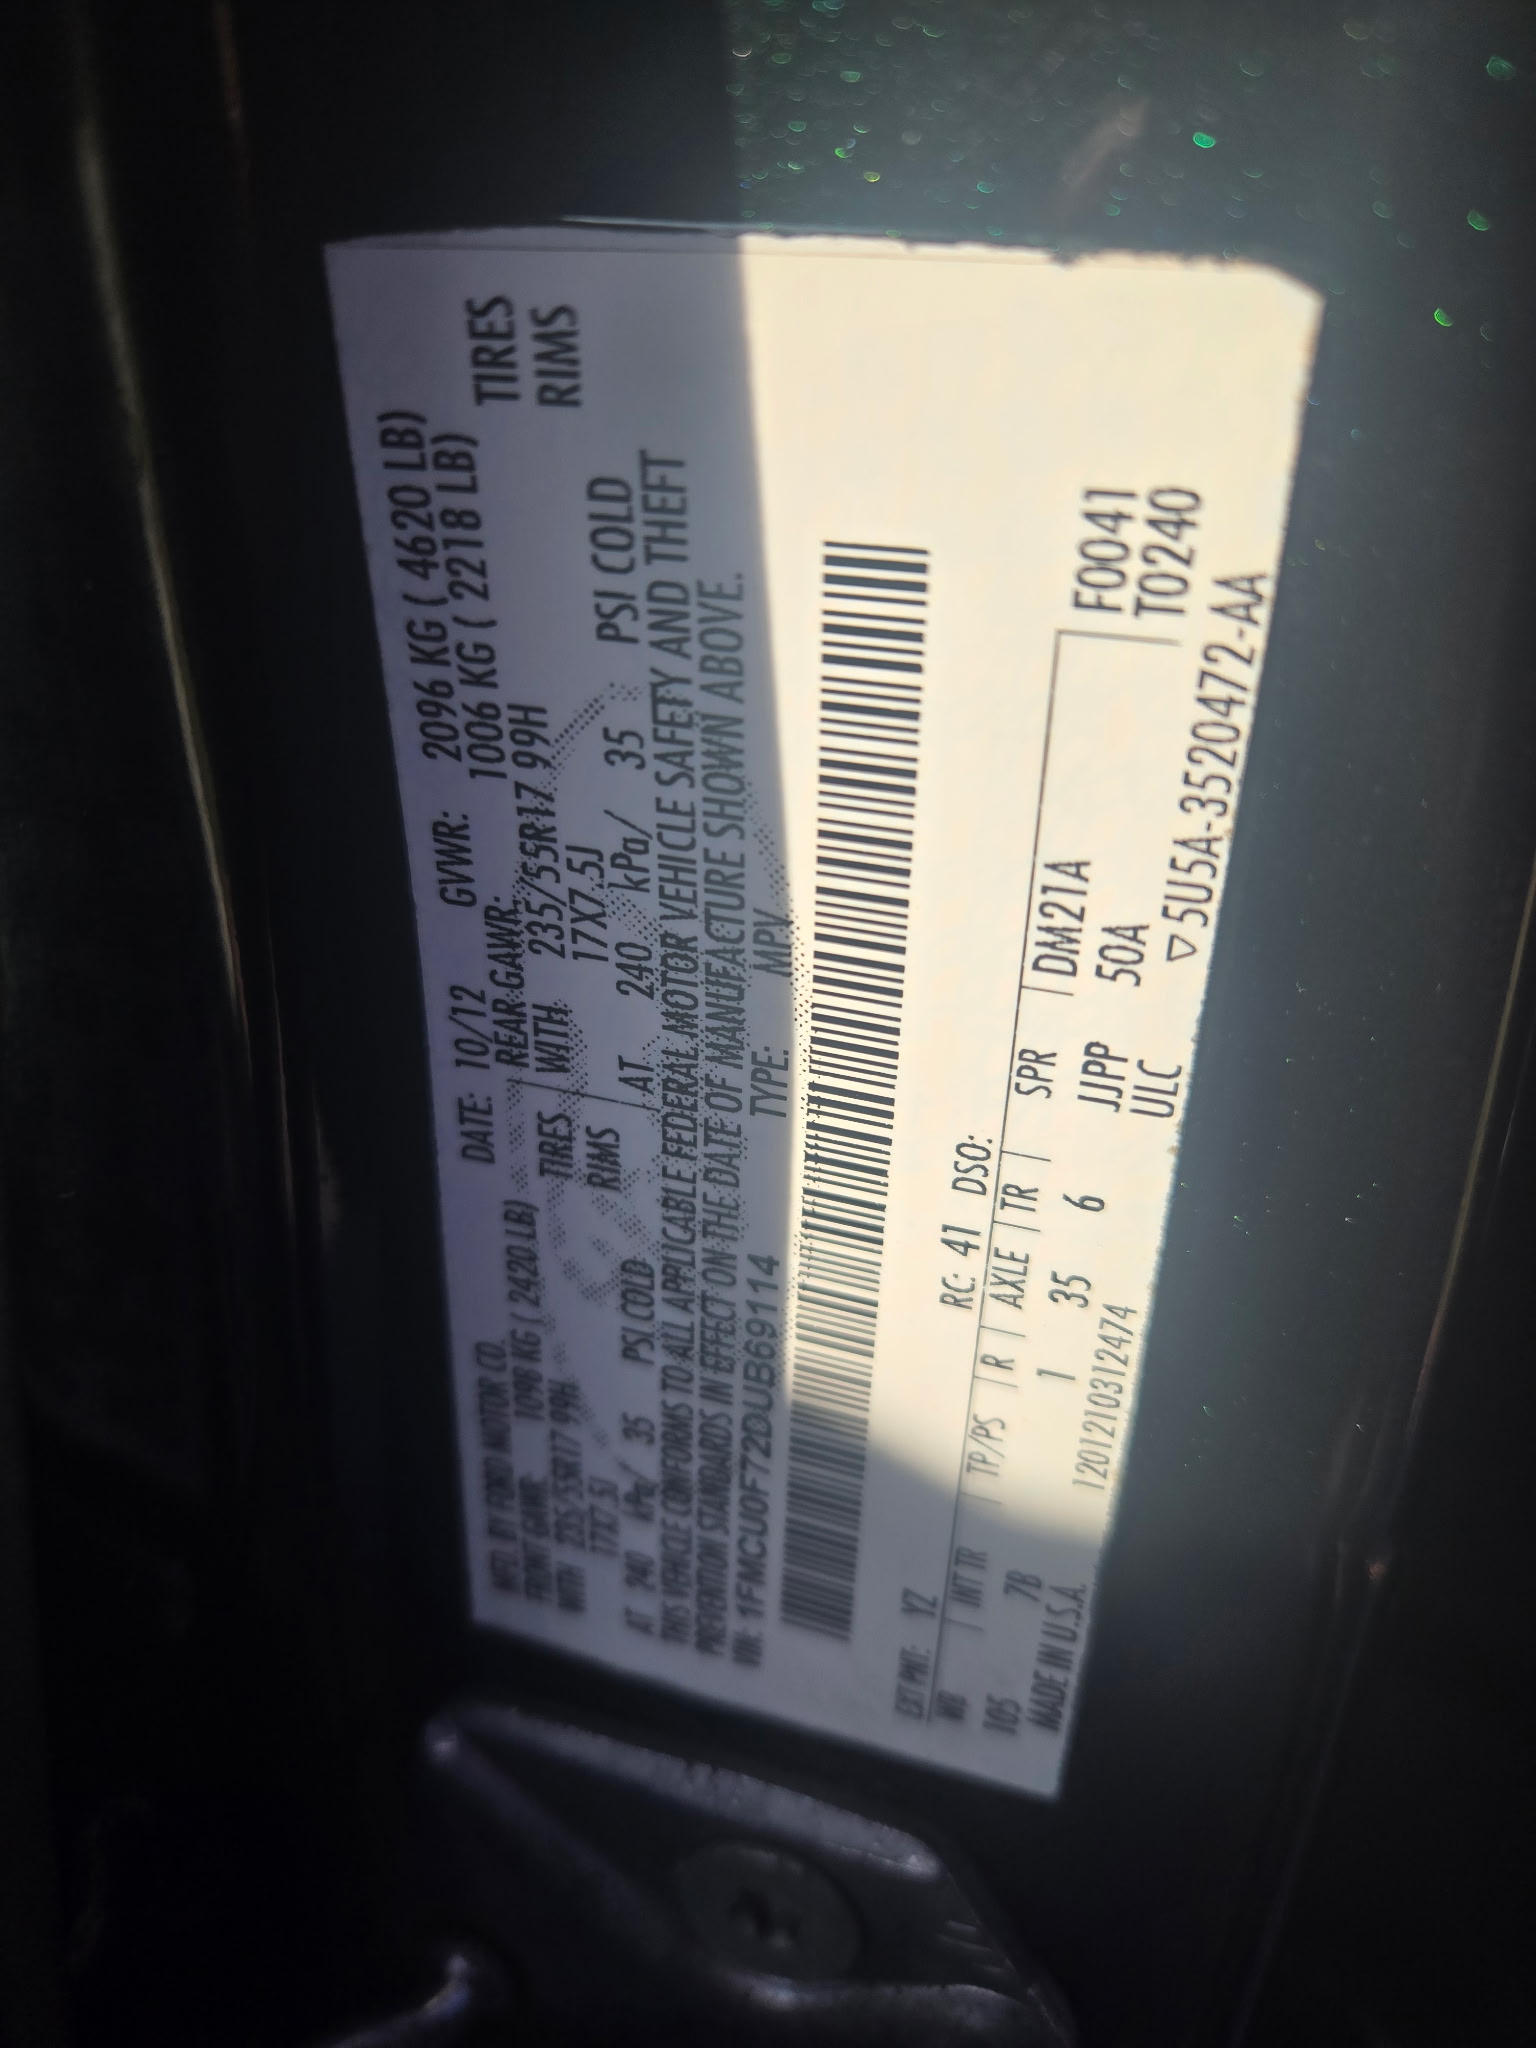 MFD. BY FORD MOTOR CO. DATE: 10/12 GVWR: 2096 KG ( 4620 LB)
FRONT GAWR: 1098 KG ( 2420 LB) REAR GAWR: 1006 KG ( 2218 LB)
WITH 235/55R17 99H TIRES WITH 235/55R17 99H TIRES
17X7.5J RIMS 17X7.5J RIMS
AT 240 kPa/ 35 PSI COLD AT 240 kPa/ 35 PSI COLD
THIS VEHICLE CONFORMS TO ALL APPLICABLE FEDERAL MOTOR VEHICLE SAFETY AND THEFT
PREVENTION STANDARDS IN EFFECT ON THE DATE OF MANUFACTURE SHOWN ABOVE.
VIN: 1FMCU0F72DUB69114 TYPE: MPV
EXT PNT: YZ RC: 41 DSO:
WB INT TR TP/PS R AXLE TR SPR DM21A F0041
105 7B 1 35 6 JJPP 50A T0240
MADE IN U.S.A. 1201210312474 ULC ▽5U5A-3520472-AA